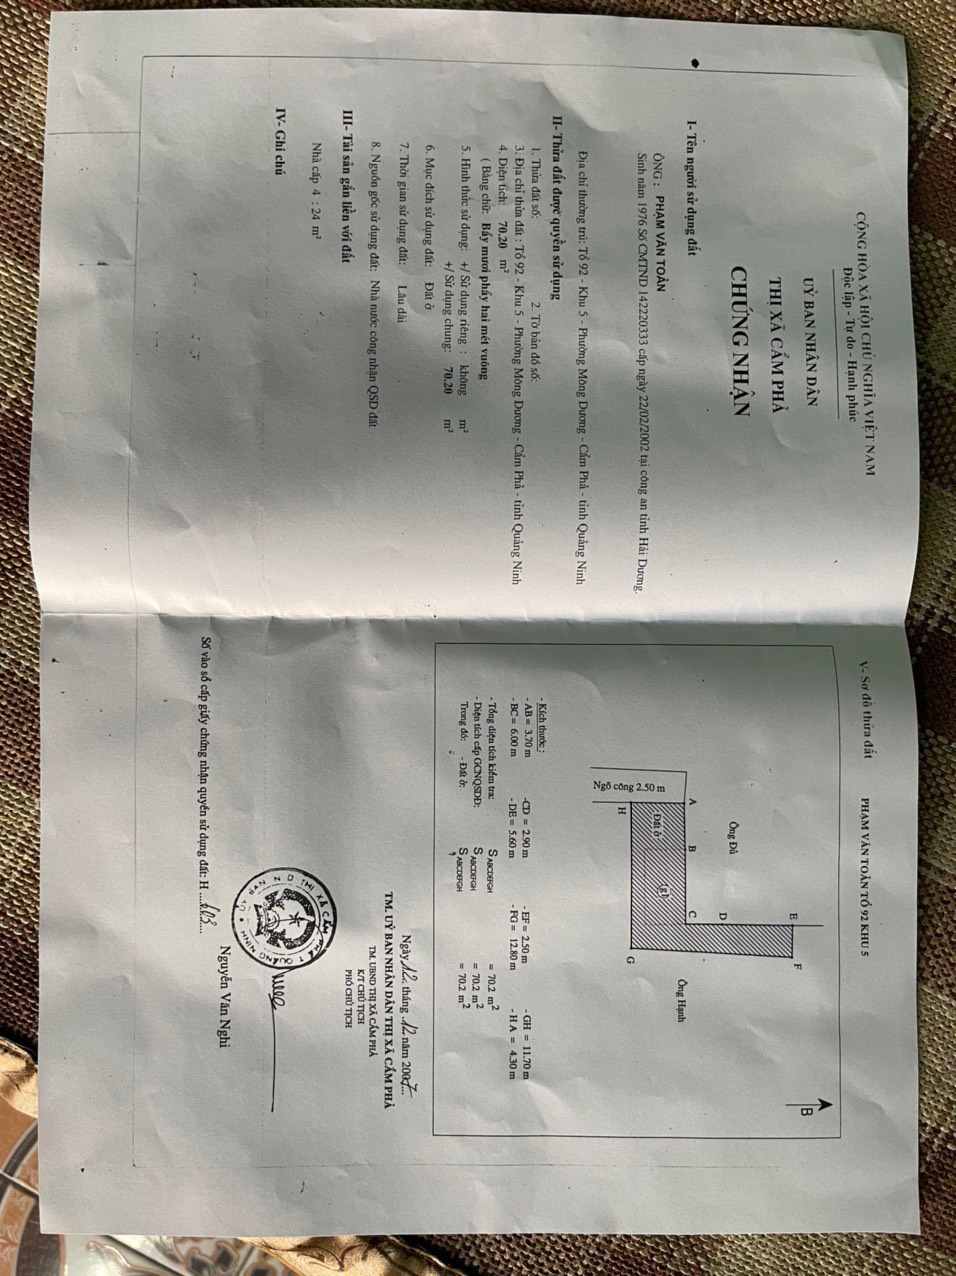 CỘNG HÒA XÃ HỘI CHỦ NGHĨA VIỆT NAM
Độc lập - Tự do - Hạnh phúc
UỶ BAN NHÂN DÂN
THỊ XÃ CẨM PHẢ
CHỨNG NHẬN
I- Tên người sử dụng đất
ÔNG : PHẠM VĂN TOẢN
Sinh năm 1976 Số CMTND 142220333 cấp ngày 22/02/2002 tại công an tỉnh Hải Dương.
Địa chỉ thường trú: Tổ 92 - Khu 5 - Phường Mông Dương - Cẩm Phả - tỉnh Quảng Ninh
II- Thửa đất được quyền sử dụng
1. Thửa đất số: 2. Tờ bản đồ số:
3. Địa chỉ thửa đất : Tổ 92 - Khu 5 - Phường Mông Dương - Cẩm Phả - tỉnh Quảng Ninh
4. Diện tích: 70.20 m²
( Bằng chữ: Bảy mươi phẩy hai mét vuông
5. Hình thức sử dụng: +/ Sử dụng riêng : không m²
+/ Sử dụng chung: 70.20 m²
6. Mục đích sử dụng đất: Đất ở
7. Thời gian sử dụng đất: Lâu dài
8. Nguồn gốc sử dụng đất: Nhà nước công nhận QSD đất
III- Tài sản gắn liền với đất
Nhà cấp 4 : 24 m²
IV- Ghi chú
V- Sơ đồ thửa đất PHẠM VĂN TOẢN TỔ 92 KHU 5
B
E
F
Ông Đủ
D
Ông Hạnh
A
B
C
Ngõ công 2.50 m
Đất ở
gb
H
G
- Kích thước :
- AB = 3.70 m -CD = 2.90 m - EF = 2.50 m - GH = 11.70 m
- BC = 6.00 m - DE = 5.60 m - FG = 12.80 m - H A = 4.30 m
- Tổng diện tích kiểm tra: S ABCDEFGH = 70.2 m²
- Diện tích cấp GCNQSDĐ: S ABCDEFGH = 70.2 m²
Trong đó: - Đất ở: S ABCDEFGH = 70.2 m²
Ngày 12 tháng 12 năm 2007
TM. UỶ BAN NHÂN DÂN THỊ XÃ CẨM PHẢ
TM. UBND THỊ XÃ CẨM PHẢ
K/T CHỦ TỊCH
PHÓ CHỦ TỊCH
Nguyễn Văn Nghi
Số vào sổ cấp giấy chứng nhận quyền sử dụng đất: H